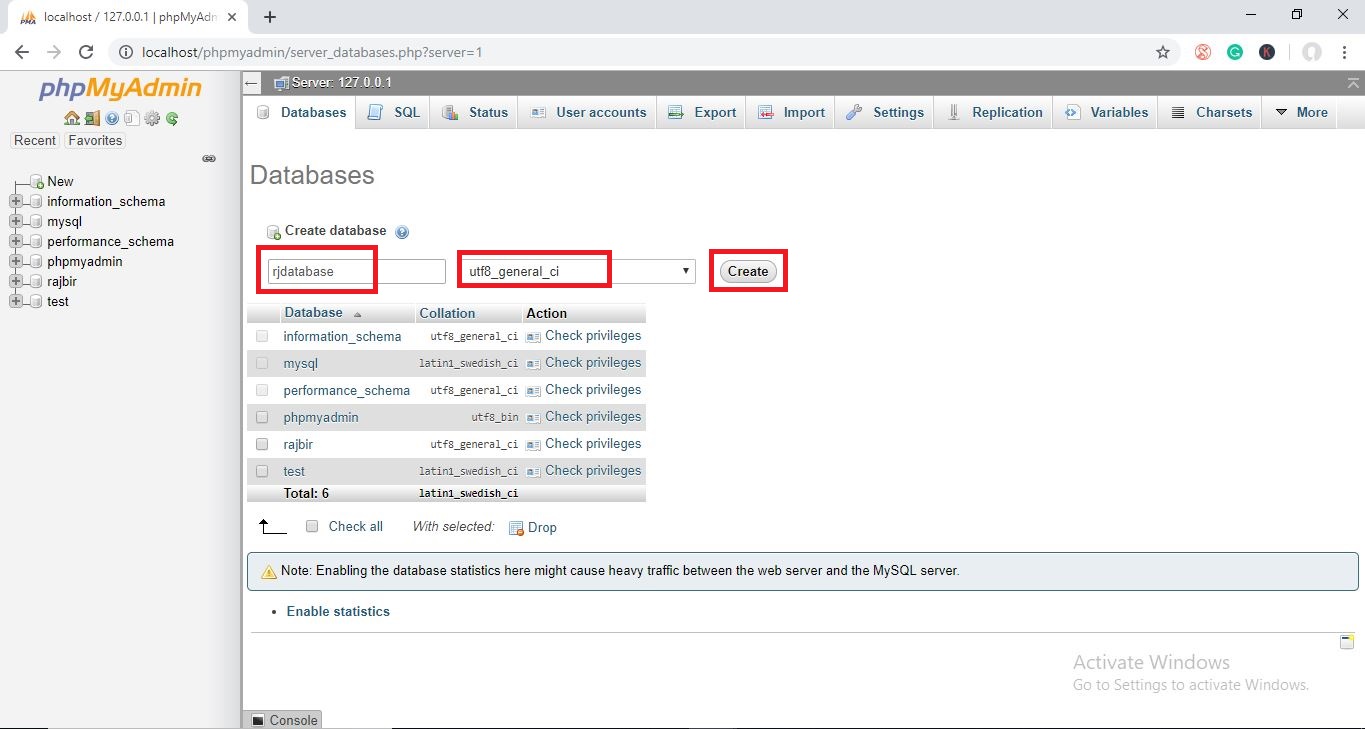 localhost / 127.0.0.1 | phpMyAdn
localhost/phpmyadmin/server_databases.php?server=1
phpMyAdmin
Recent Favorites
New
information_schema
mysql
performance_schema
phpmyadmin
rajbir
test
Server: 127.0.0.1
Databases SQL Status User accounts Export Import Settings Replication Variables Charsets More
Databases
Create database
rjdatabase utf8_general_ci Create
Database Collation Action
information_schema utf8_general_ci Check privileges
mysql latin1_swedish_ci Check privileges
performance_schema utf8_general_ci Check privileges
phpmyadmin utf8_bin Check privileges
rajbir utf8_general_ci Check privileges
test latin1_swedish_ci Check privileges
Total: 6 latin1_swedish_ci
Check all With selected: Drop
Note: Enabling the database statistics here might cause heavy traffic between the web server and the MySQL server.
Enable statistics
Activate Windows
Go to Settings to activate Windows.
Console